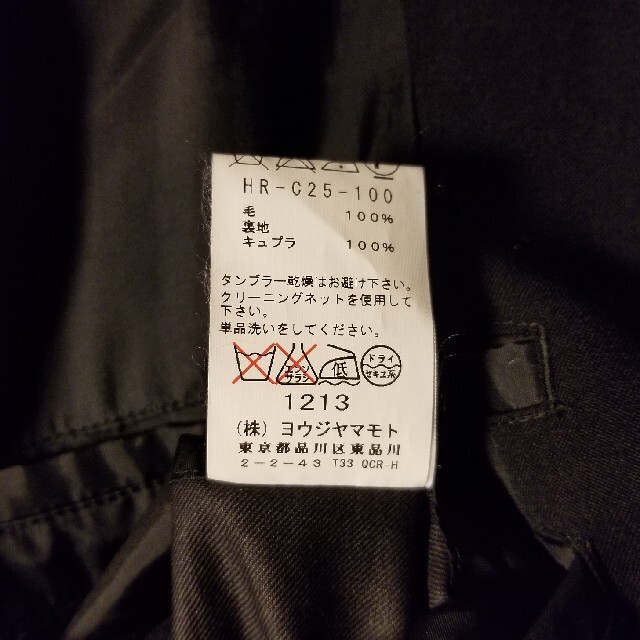 HR-C25-100
毛 100%
裏地
キュプラ 100%
タンブラー乾燥はお避け下さい。
クリーニングネットを使用して
下さい。
単品洗いをしてください。
エンソ
サラシ
低
ドライ
セキユ系
1213
(株) ヨウジヤマモト
東京都品川区東品川
2-2-43 T33 QCR-H